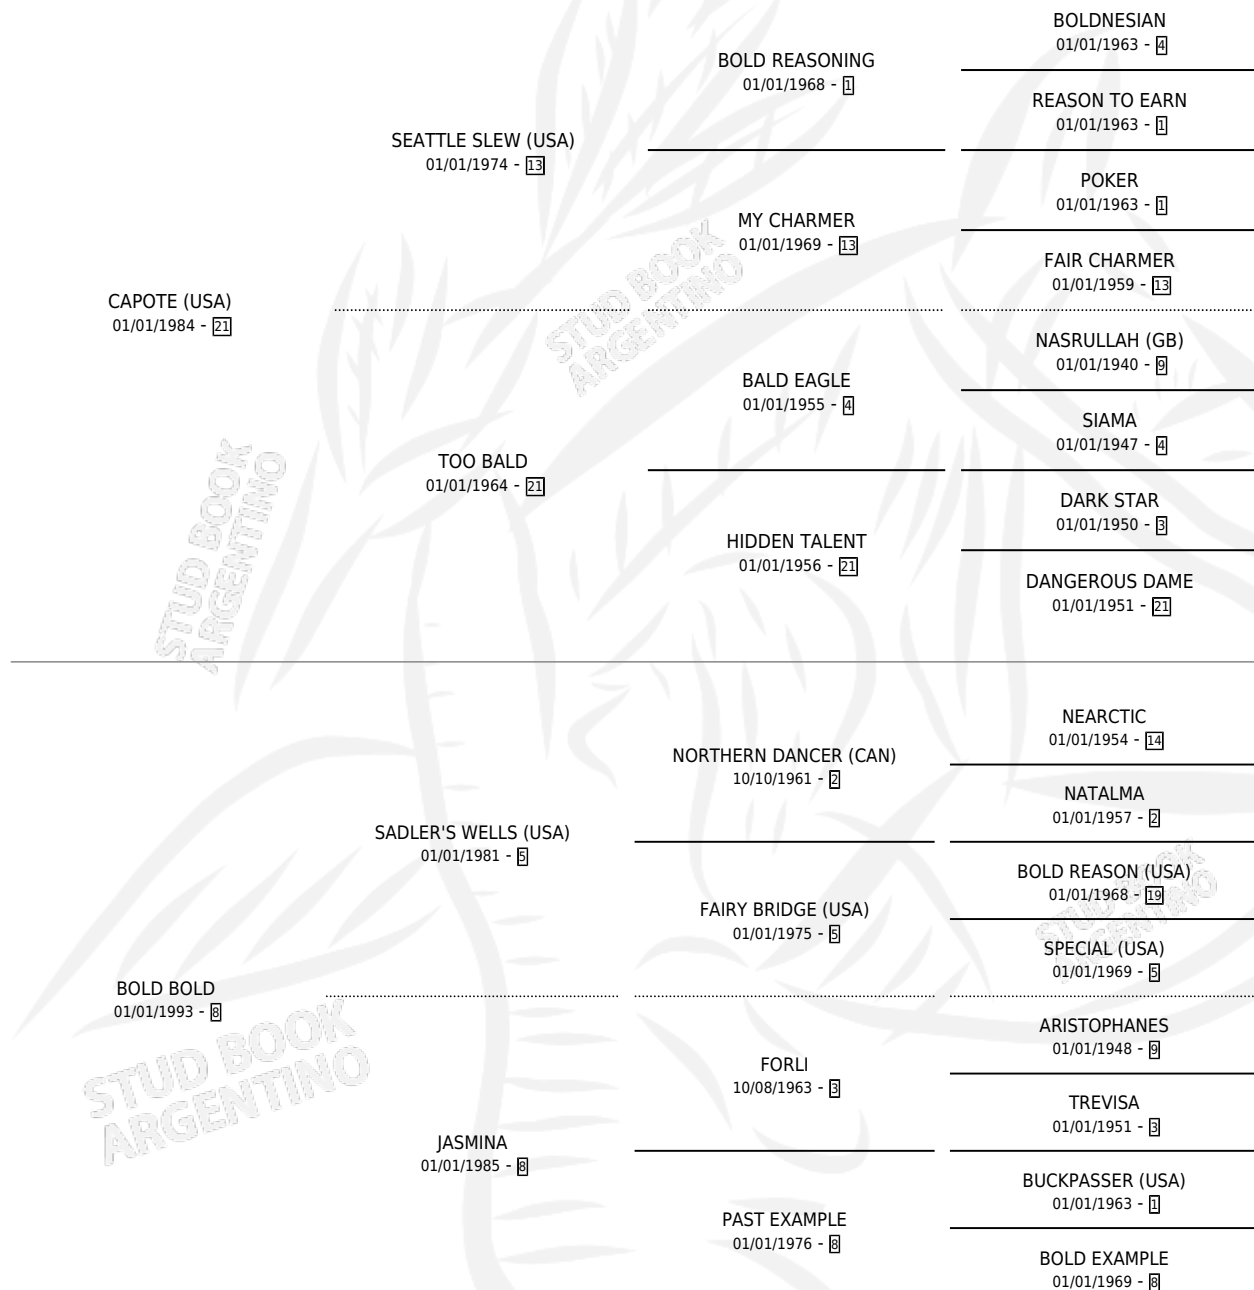 BOLDNESIAN
01/01/1963 - 4
BOLD REASONING
01/01/1968 - 1
REASON TO EARN
01/01/1963 - 1
SEATTLE SLEW (USA)
01/01/1974 - 13
POKER
01/01/1963 - 1
MY CHARMER
01/01/1969 - 13
FAIR CHARMER
01/01/1959 - 13
CAPOTE (USA)
01/01/1984 - 21
NASRULLAH (GB)
01/01/1940 - 9
BALD EAGLE
01/01/1955 - 4
SIAMA
01/01/1947 - 4
TOO BALD
01/01/1964 - 21
DARK STAR
01/01/1950 - 3
HIDDEN TALENT
01/01/1956 - 21
DANGEROUS DAME
01/01/1951 - 21
NEARCTIC
01/01/1954 - 14
NORTHERN DANCER (CAN)
10/10/1961 - 2
NATALMA
01/01/1957 - 2
SADLER'S WELLS (USA)
01/01/1981 - 5
BOLD REASON (USA)
01/01/1968 - 19
FAIRY BRIDGE (USA)
01/01/1975 - 5
SPECIAL (USA)
01/01/1969 - 5
BOLD BOLD
01/01/1993 - 8
ARISTOPHANES
01/01/1948 - 9
FORLI
10/08/1963 - 3
TREVISA
01/01/1951 - 3
JASMINA
01/01/1985 - 8
BUCKPASSER (USA)
01/01/1963 - 1
PAST EXAMPLE
01/01/1976 - 8
BOLD EXAMPLE
01/01/1969 - 8
STUD BOOK
ARGENTINO
STUD BOOK
ARGENTINO
STUD BOOK
ARGENTINO
STUD BOOK
ARGENTINO